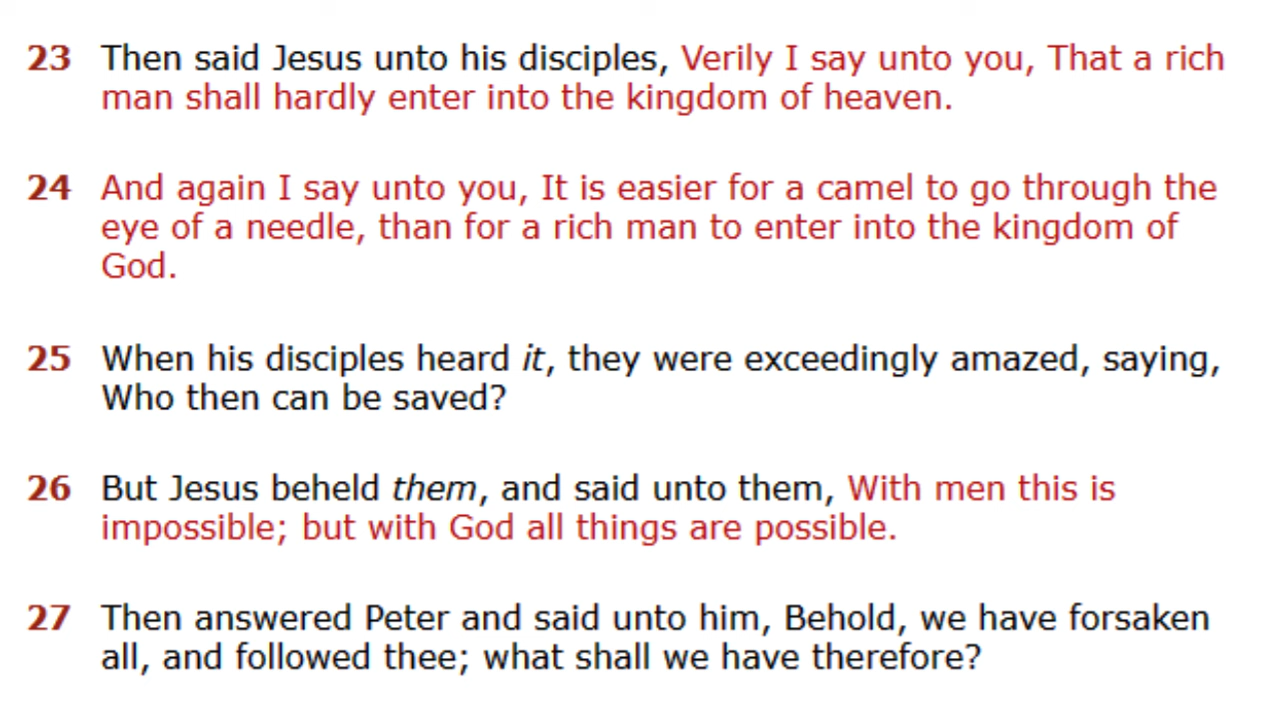 23 Then said Jesus unto his disciples, Verily I say unto you, That a rich
man shall hardly enter into the kingdom of heaven.
24 And again I say unto you, It is easier for a camel to go through the
eye of a needle, than for a rich man to enter into the kingdom of
God.
25 When his disciples heard it, they were exceedingly amazed, saying,
Who then can be saved?
26 But Jesus beheld them, and said unto them, With men this is
impossible; but with God all things are possible.
27 Then answered Peter and said unto him, Behold, we have forsaken
all, and followed thee; what shall we have therefore?